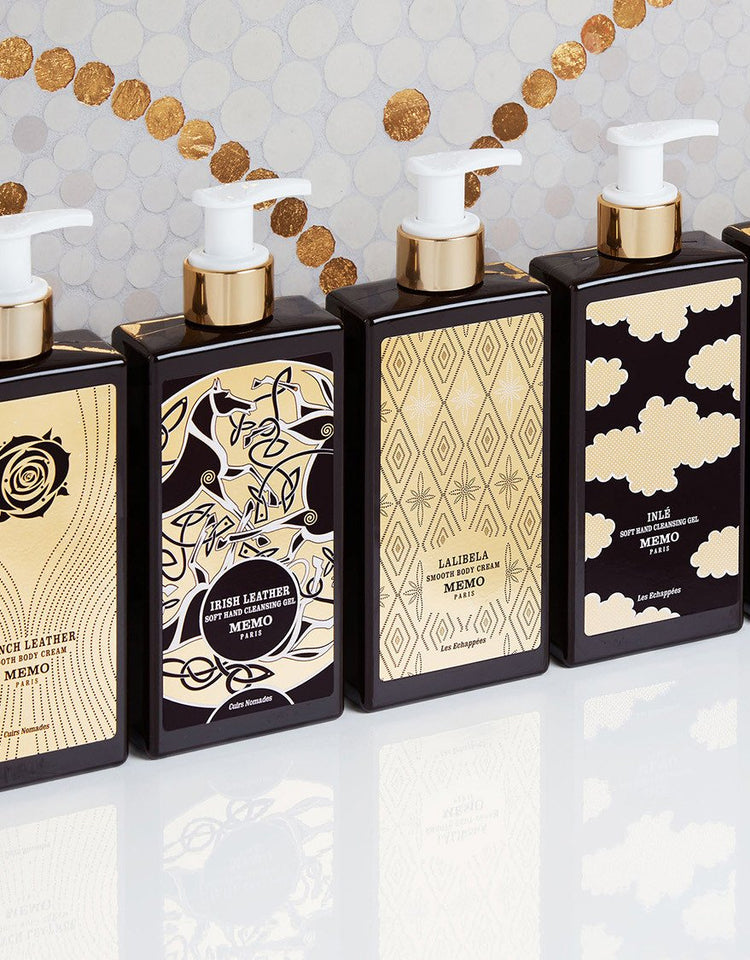 NCH LEATHER
OOTH BODY CREAM
MEMO
PARIS
Cuirs Nomades
IRISH LEATHER
SOFT HAND CLEANSING GEL
MEMO
PARIS
Cuirs Nomades
LALIBELA
SMOOTH BODY CREAM
MEMO
PARIS
Les Echappées
INLÉ
SOFT HAND CLEANSING GEL
MEMO
PARIS
Les Echappées